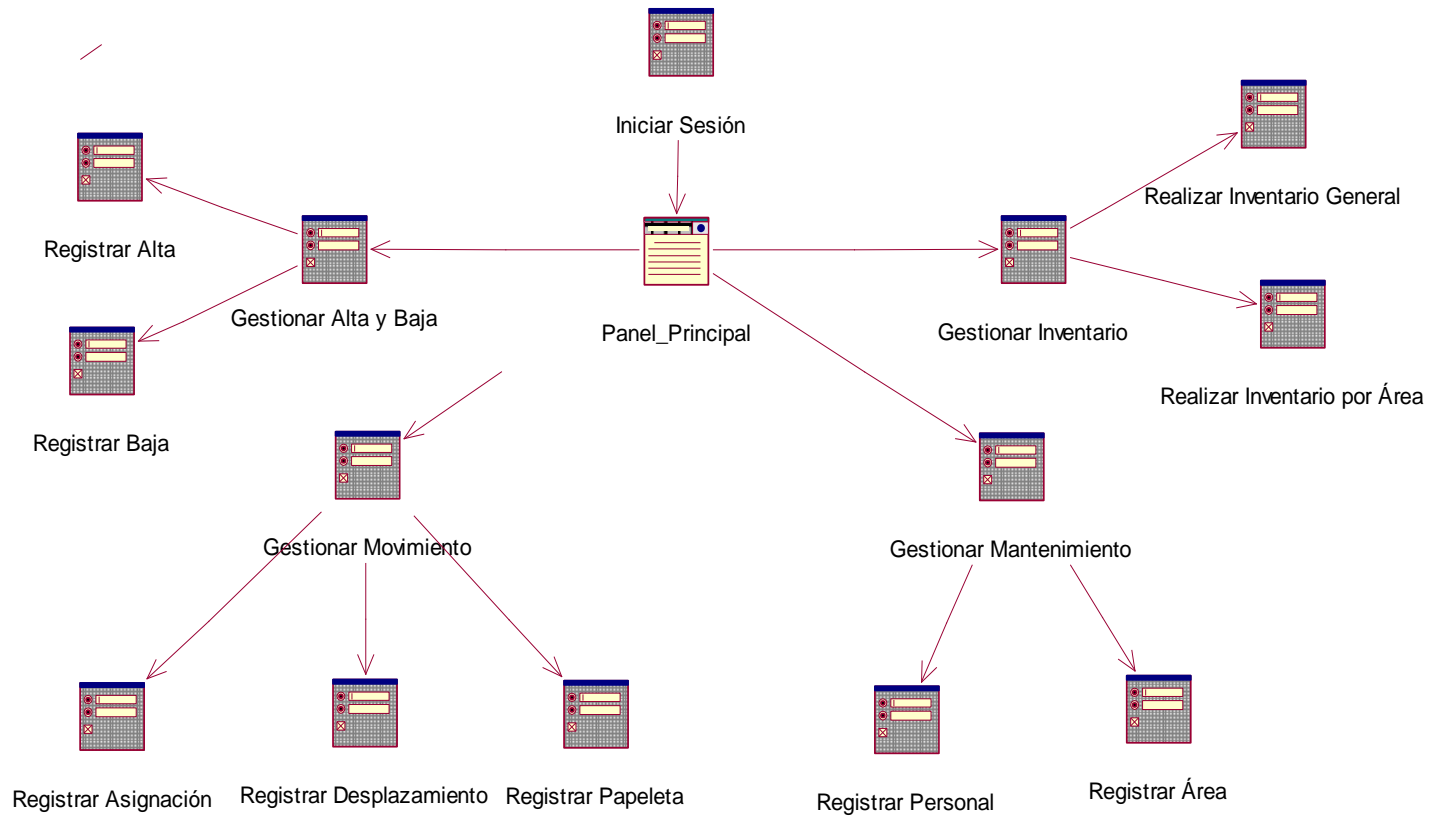 Iniciar Sesión
Realizar Inventario General
Registrar Alta
Gestionar Alta y Baja
Panel_Principal
Gestionar Inventario
Realizar Inventario por Área
Registrar Baja
Gestionar Movimiento
Gestionar Mantenimiento
Registrar Asignación
Registrar Desplazamiento
Registrar Papeleta
Registrar Personal
Registrar Área